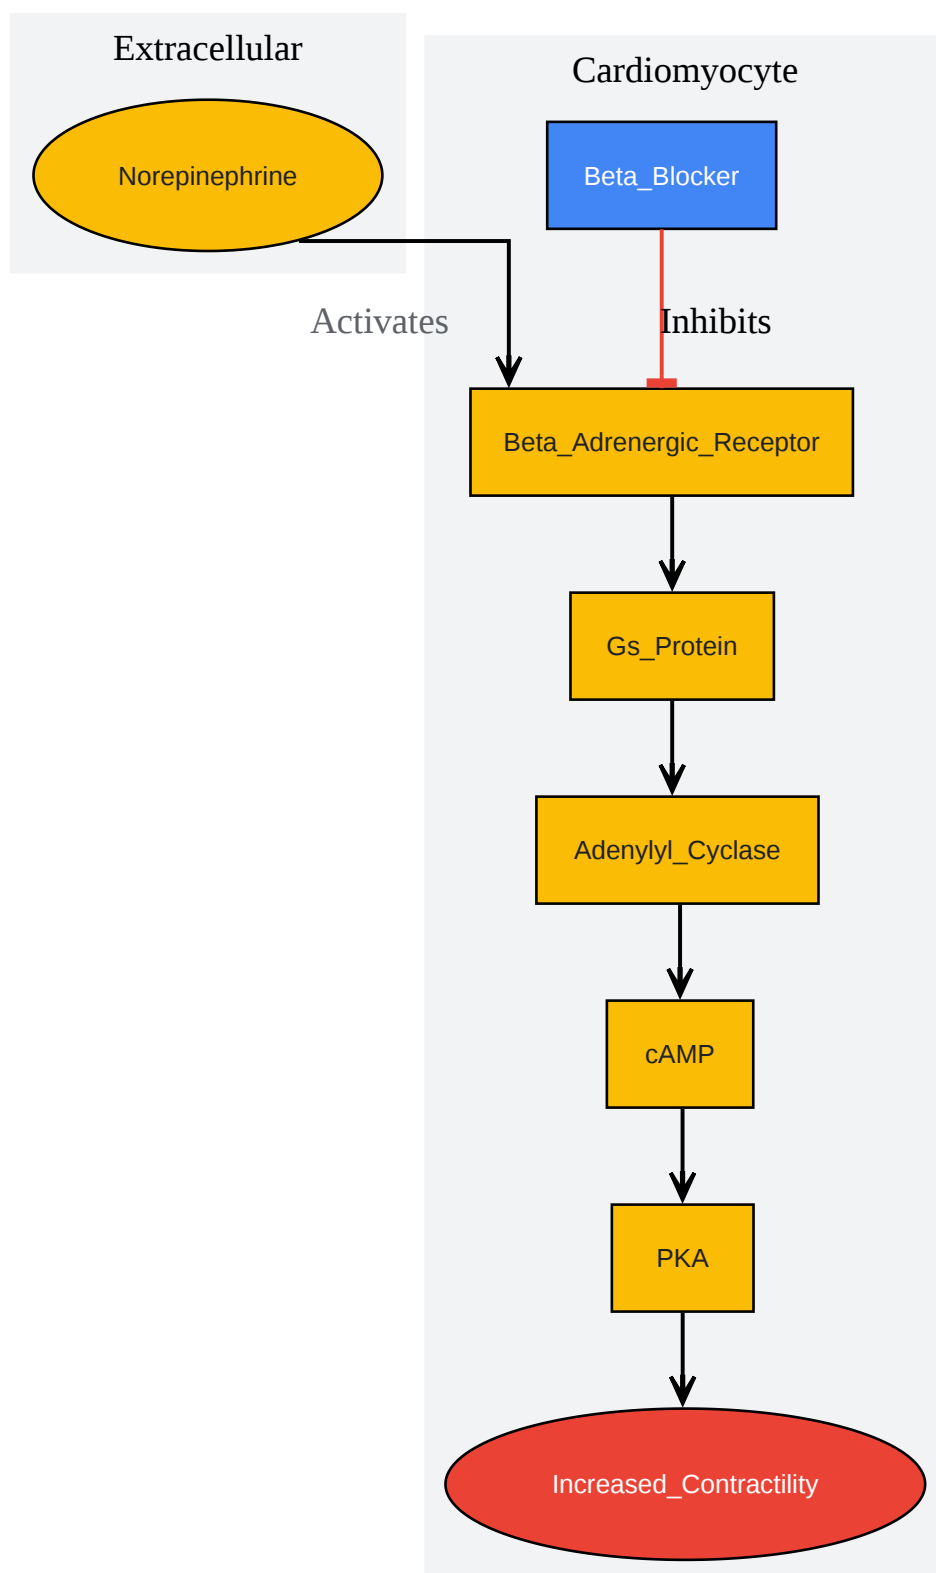 Extracellular
Cardiomyocyte
Norepinephrine
Beta_Blocker
Activates
Inhibits
Beta_Adrenergic_Receptor
Gs_Protein
Adenylyl_Cyclase
cAMP
PKA
Increased_Contractility